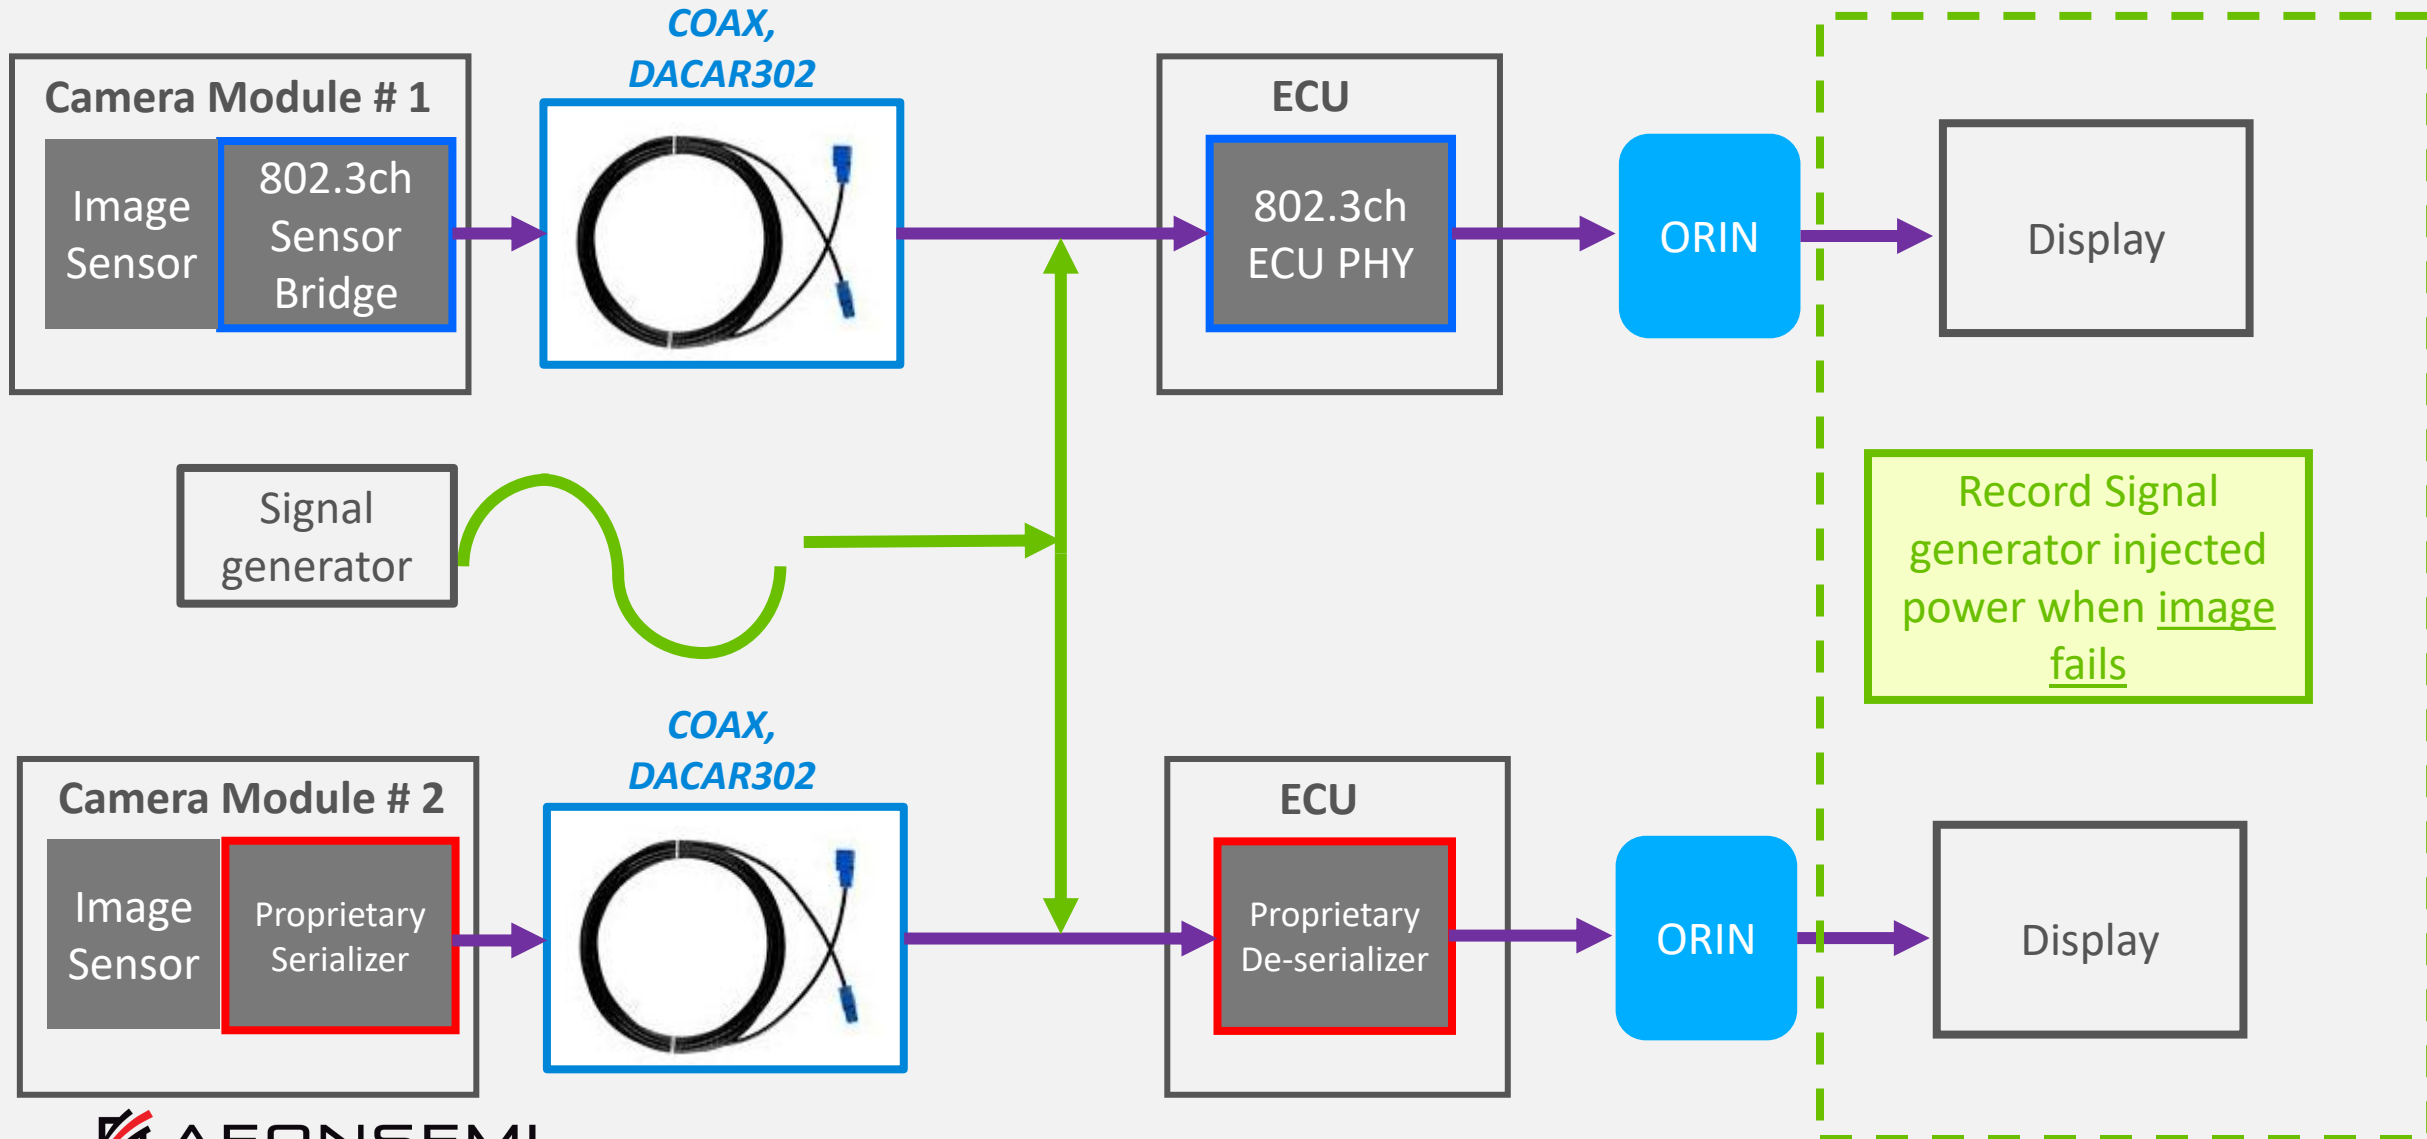 COAX,
DACAR302
Camera Module # 1
Image
Sensor
802.3ch
Sensor
Bridge
ECU
802.3ch
ECU PHY
ORIN
Display
Signal
generator
Record Signal
generator injected
power when image
fails
COAX,
DACAR302
Camera Module # 2
Image
Sensor
Proprietary
Serializer
ECU
Proprietary
De-serializer
ORIN
Display
AEONSEMI